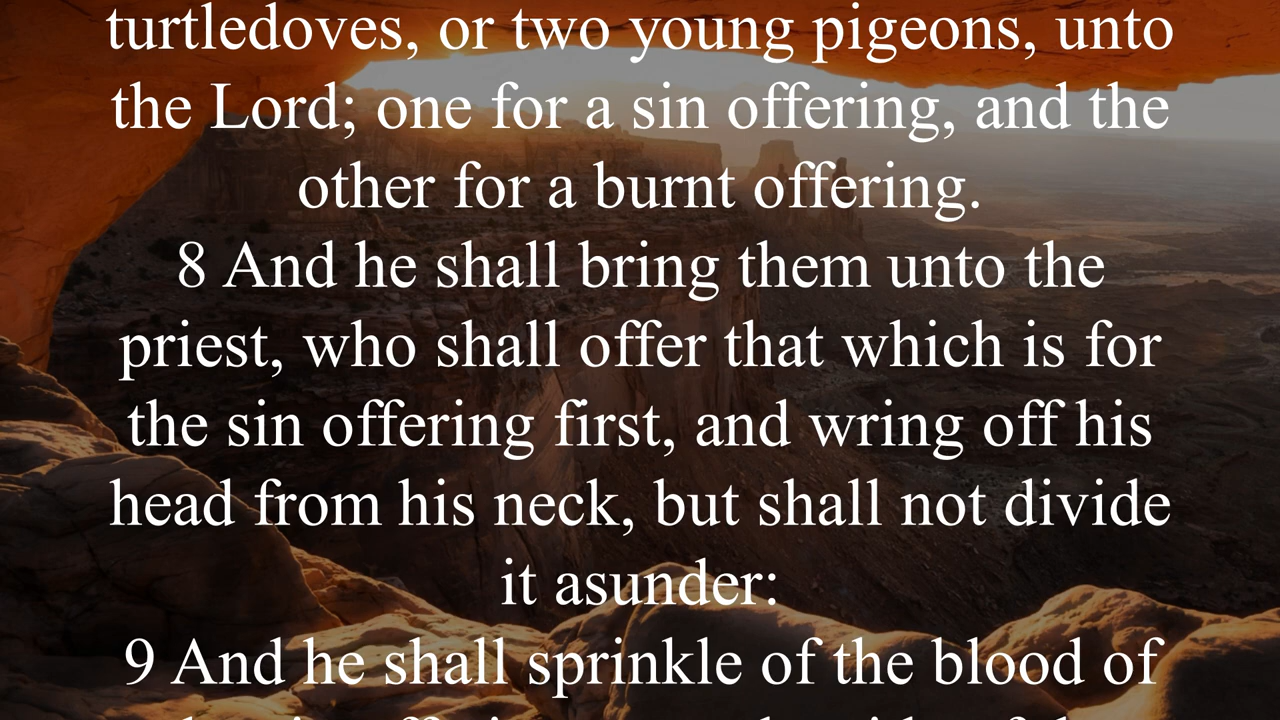 turtledoves, or two young pigeons, unto
the Lord; one for a sin offering, and the
other for a burnt offering.
8 And he shall bring them unto the
priest, who shall offer that which is for
the sin offering first, and wring off his
head from his neck, but shall not divide
it asunder:
9 And he shall sprinkle of the blood of